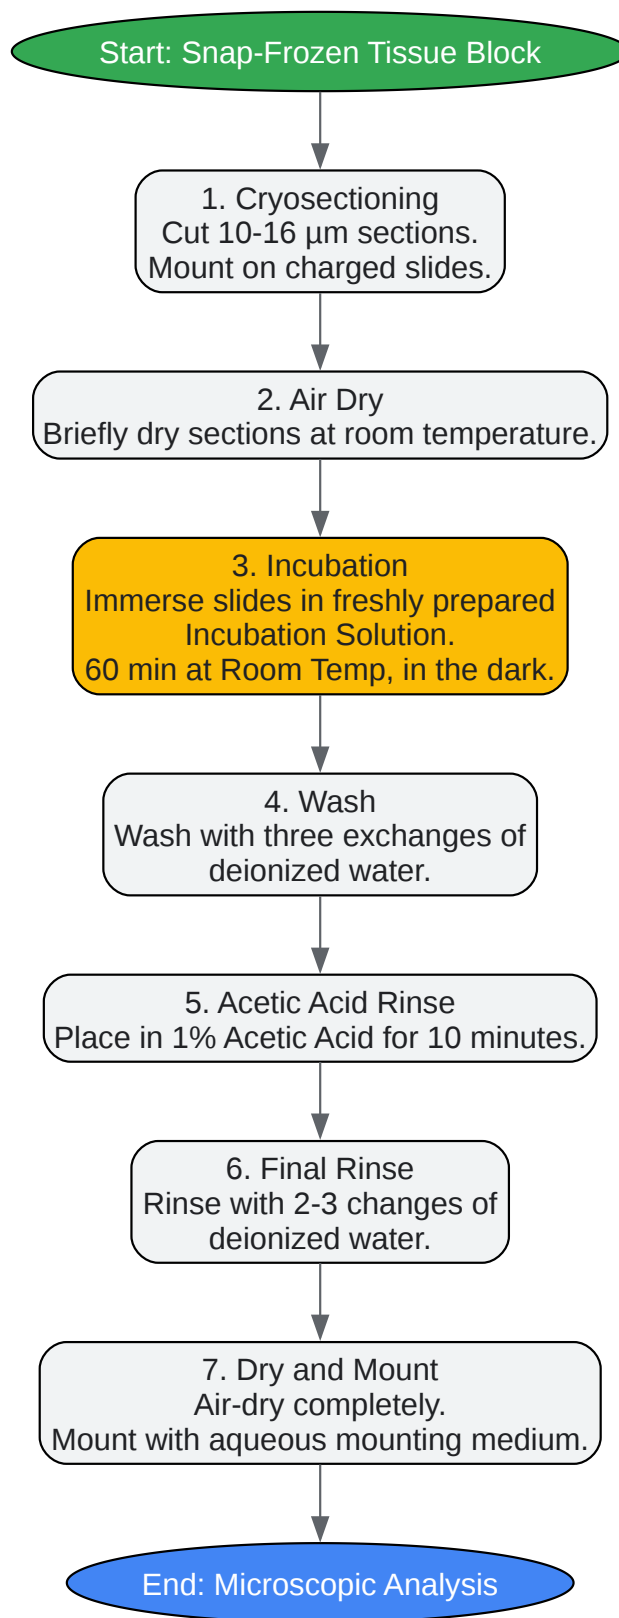 Start: Snap-Frozen Tissue Block
1. Cryosectioning
Cut 10-16 µm sections.
Mount on charged slides.
2. Air Dry
Briefly dry sections at room temperature.
3. Incubation
Immerse slides in freshly prepared
Incubation Solution.
60 min at Room Temp, in the dark.
4. Wash
Wash with three exchanges of
deionized water.
5. Acetic Acid Rinse
Place in 1% Acetic Acid for 10 minutes.
6. Final Rinse
Rinse with 2-3 changes of
deionized water.
7. Dry and Mount
Air-dry completely.
Mount with aqueous mounting medium.
End: Microscopic Analysis